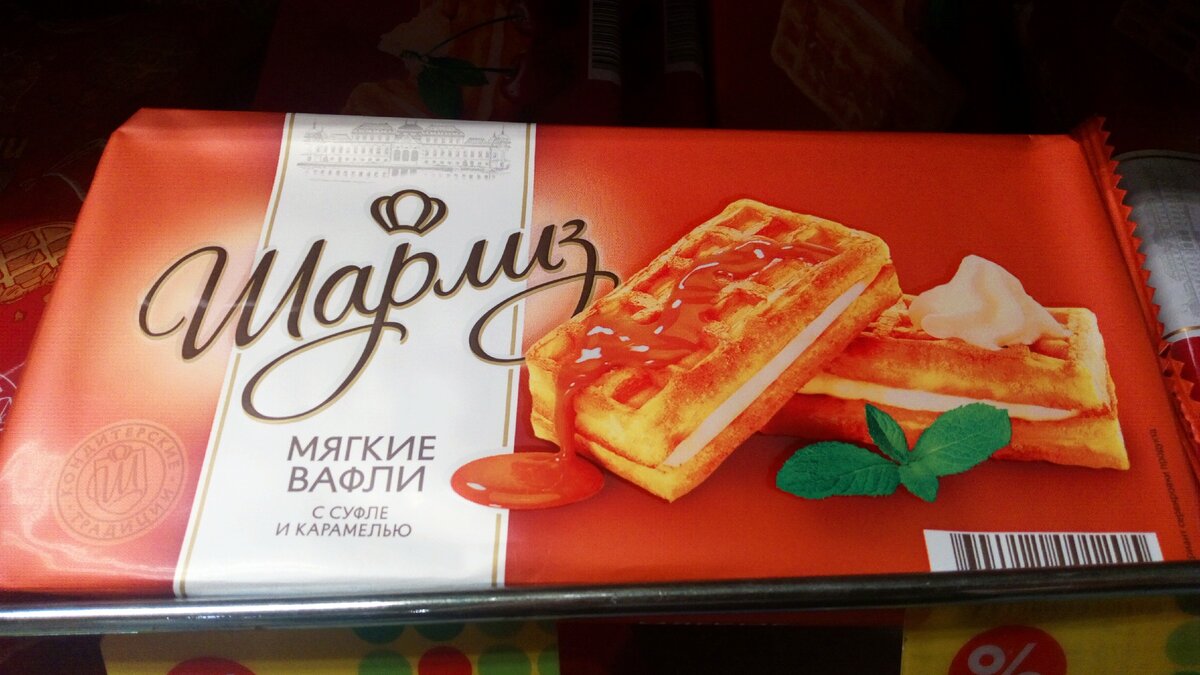 Шармиз
МЯГКИЕ
ВАФЛИ
С СУФЛЕ
И КАРАМЕЛЬЮ
КОНДИТЕРСКИЕ
Ш
ТРАДИЦИИ
%